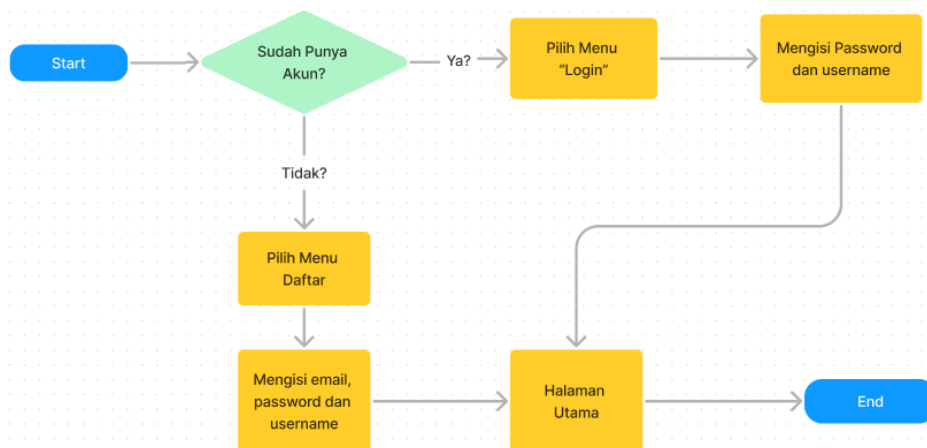 Start
Sudah Punya
Akun?
Ya?
Pilih Menu
“Login”
Mengisi Password
dan username
Tidak?
Pilih Menu
Daftar
Mengisi email,
password dan
username
Halaman
Utama
End